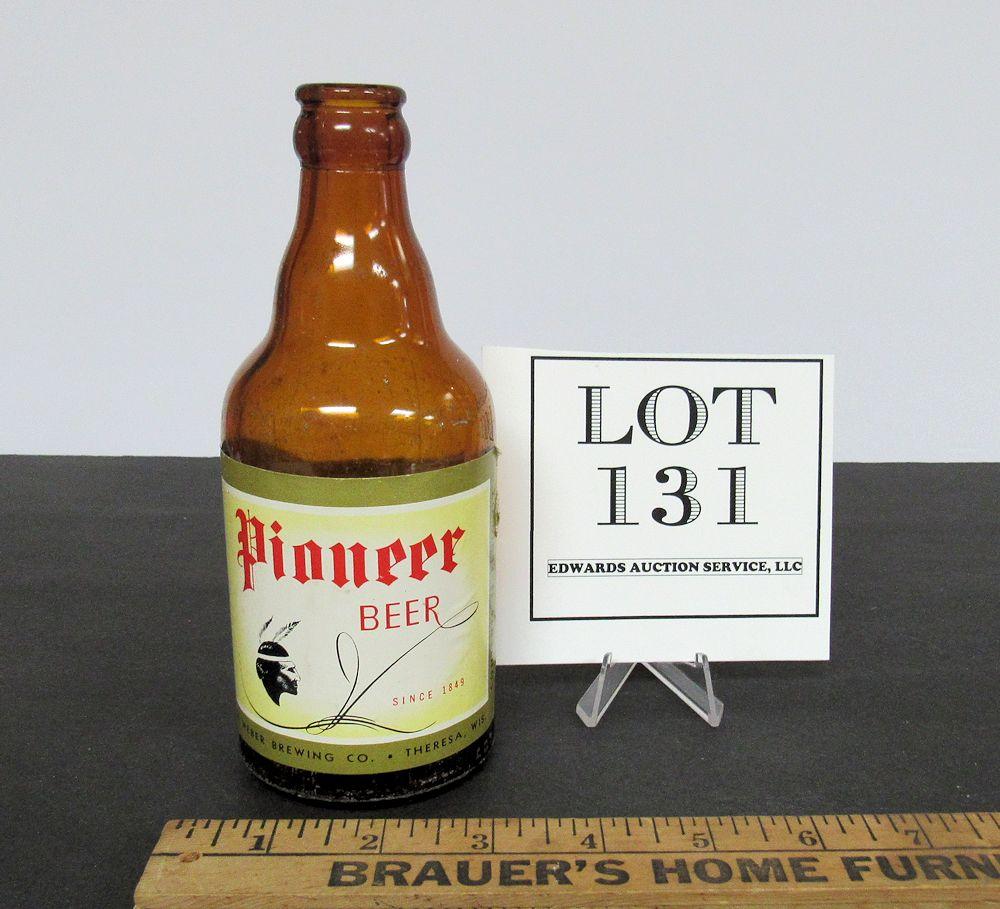 Pioneer
BEER
SINCE 1849
WEBER BREWING CO. • THERESA, WIS.
LOT
131
EDWARDS AUCTION SERVICE, LLC
1 2 3 4 5 6 7
BRAUER'S HOME FURN